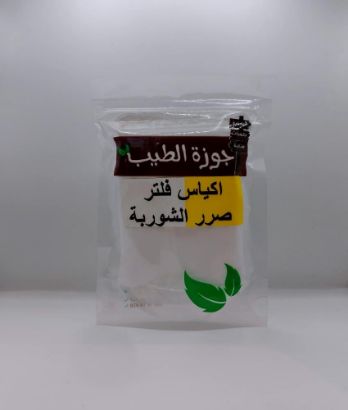 جوزة الطيب
اكياس فلتر
صرر الشوربة